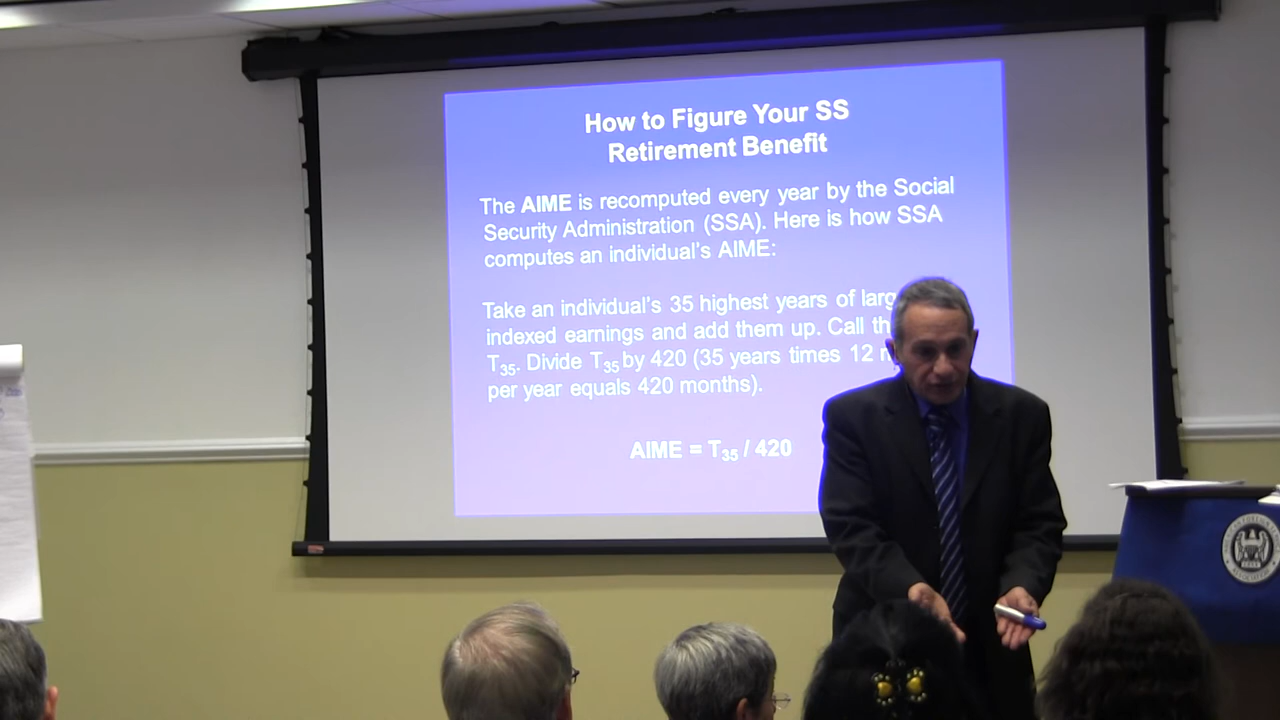 How to Figure Your SS
Retirement Benefit
The AIME is recomputed every year by the Social
Security Administration (SSA). Here is how SSA
computes an individual's AIME:
Take an individual's 35 highest years of
indexed earnings and add them up. Call
T35. Divide T35 by 420 (35 years times 12
per year equals 420 months).
AIME = T35 / 420